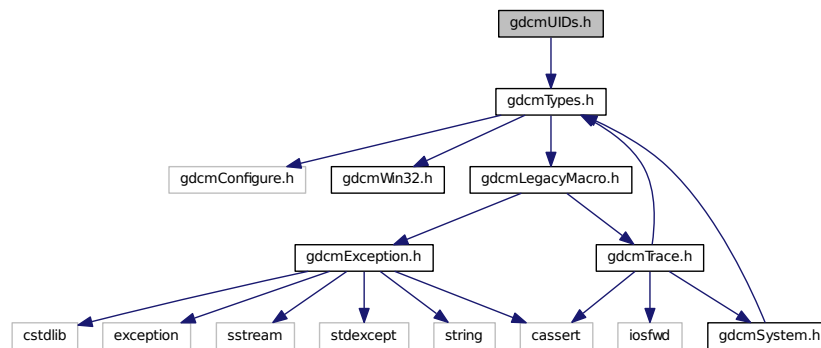 gdcmUIDs.h
gdcmTypes.h
gdcmConfigure.h
gdcmWin32.h
gdcmLegacyMacro.h
gdcmException.h
gdcmTrace.h
cstdlib
exception
sstream
stdexcept
string
cassert
iosfwd
gdcmSystem.h